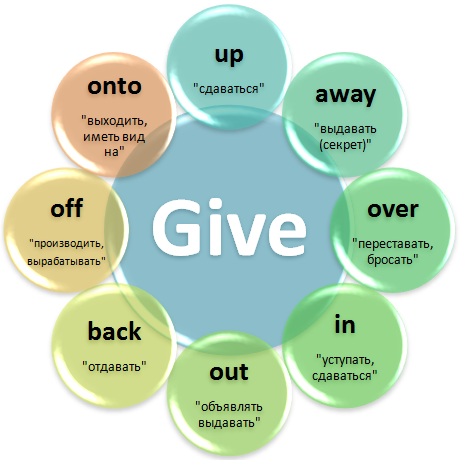 Give
up
"сдаваться"
away
"выдавать
(секрет)"
over
"переставать,
бросать"
in
"уступать,
сдаваться"
out
"объявлять
выдавать"
back
"отдавать"
off
"производить,
вырабатывать"
onto
"выходить,
иметь вид
на"